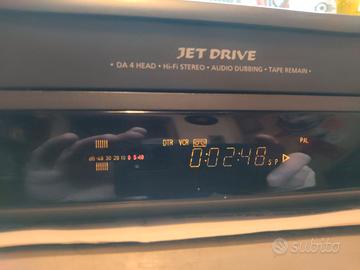 JET DRIVE
• DA 4 HEAD • Hi-Fi STEREO • AUDIO DUBBING • TAPE REMAIN •
DTR VCR
PAL
0:02:48 SP
subito